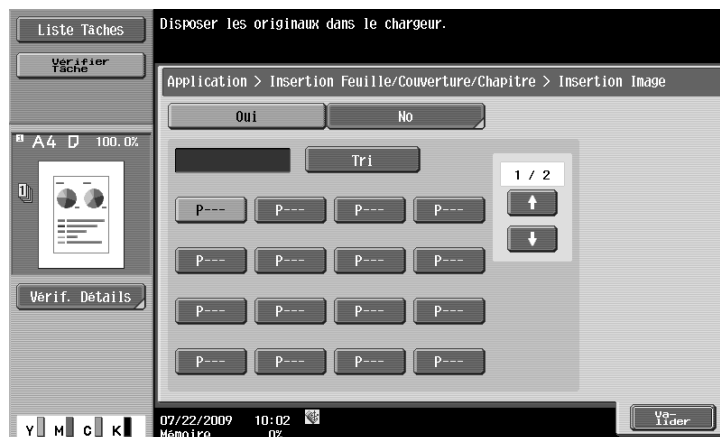 Liste Tâches
Disposer les originaux dans le chargeur.
Vérifier
Tâche
Application > Insertion Feuille/Couverture/Chapitre > Insertion Image
Oui
No
A4 100.0%
Tri
1 / 2
P--- P--- P--- P---
P--- P--- P--- P---
P--- P--- P--- P---
P--- P--- P--- P---
1
Vérif. Détails
Va-
lider
07/22/2009 10:02
Mémoire 0%
Y M C K